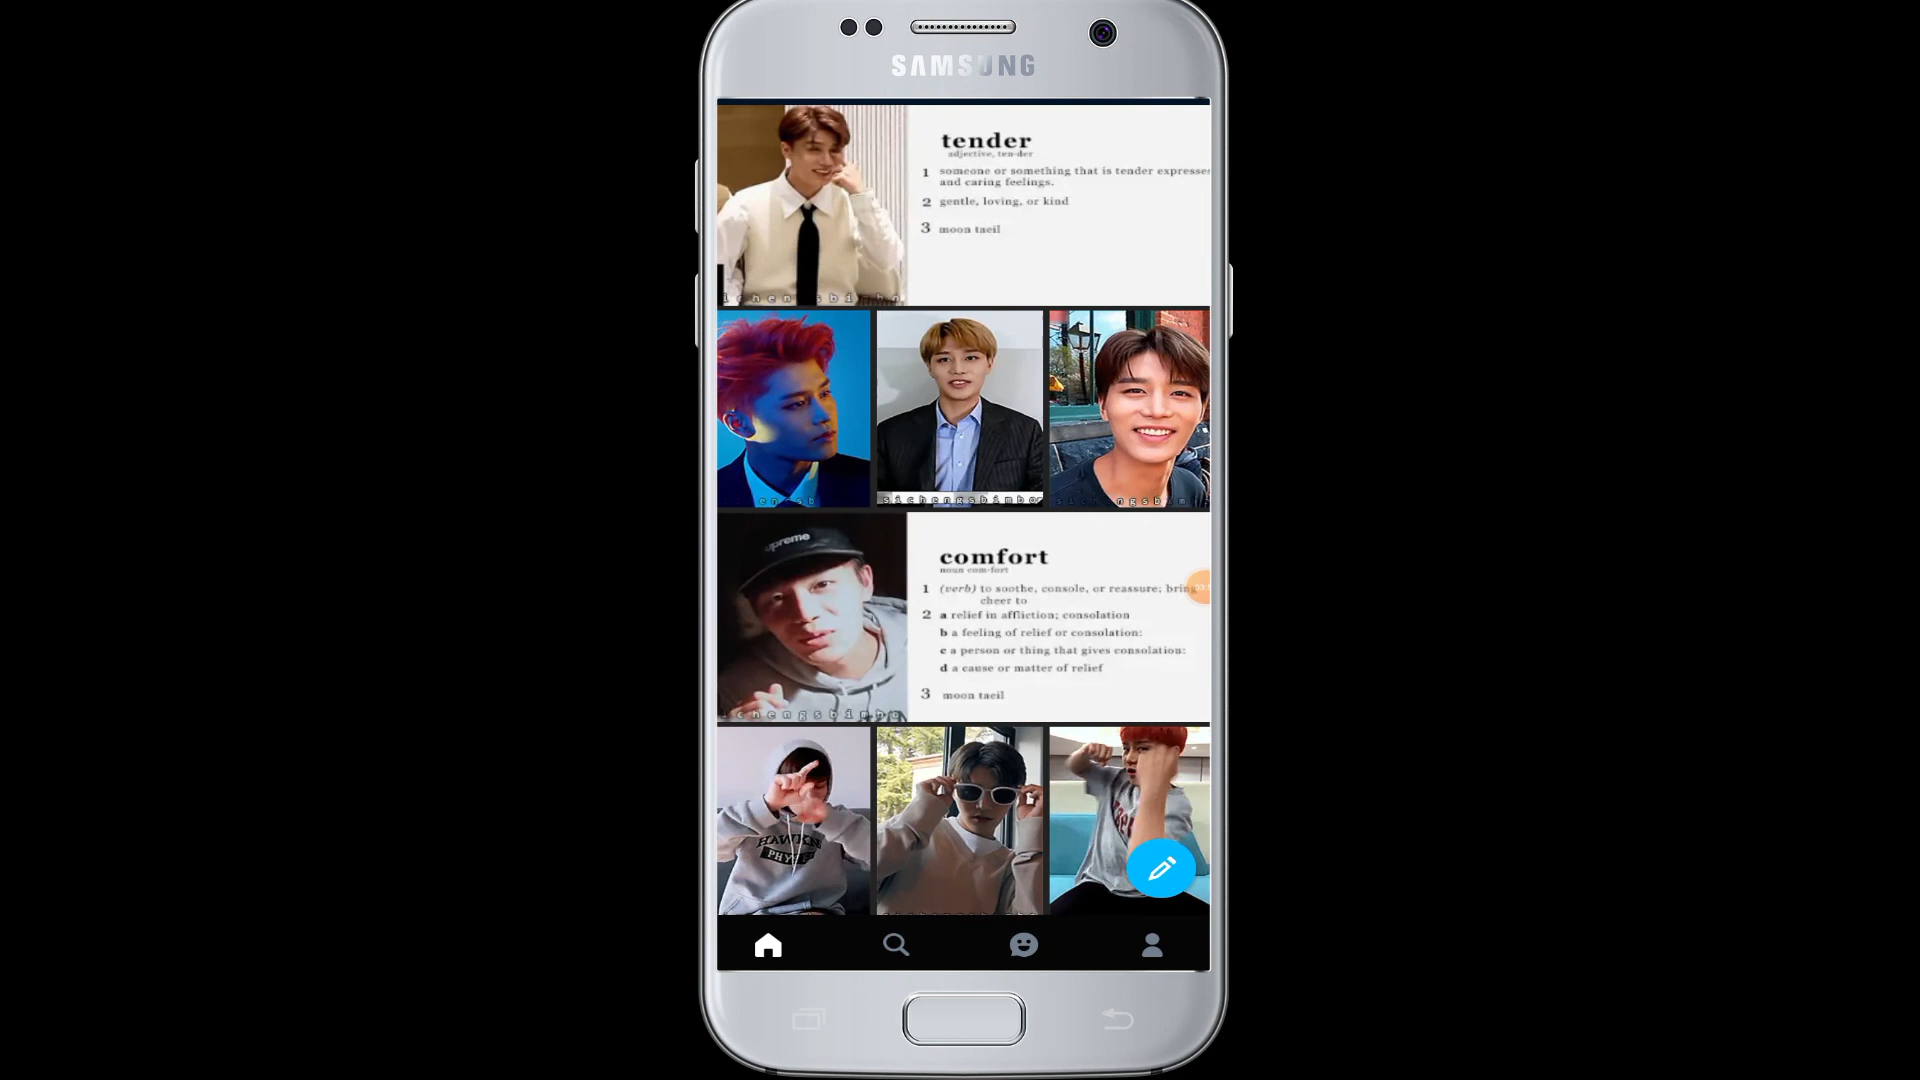 SAMSUNG
tender
adjective, ten·der
1 someone or something that is tender expresses
and caring feelings.
2 gentle, loving, or kind
3 moon taeil
sichengsbimbo
comfort
noun com·fort
1 (verb) to soothe, console, or reassure; bring
cheer to
2 a relief in affliction; consolation
b a feeling of relief or consolation:
c a person or thing that gives consolation:
d a cause or matter of relief
3 moon taeil